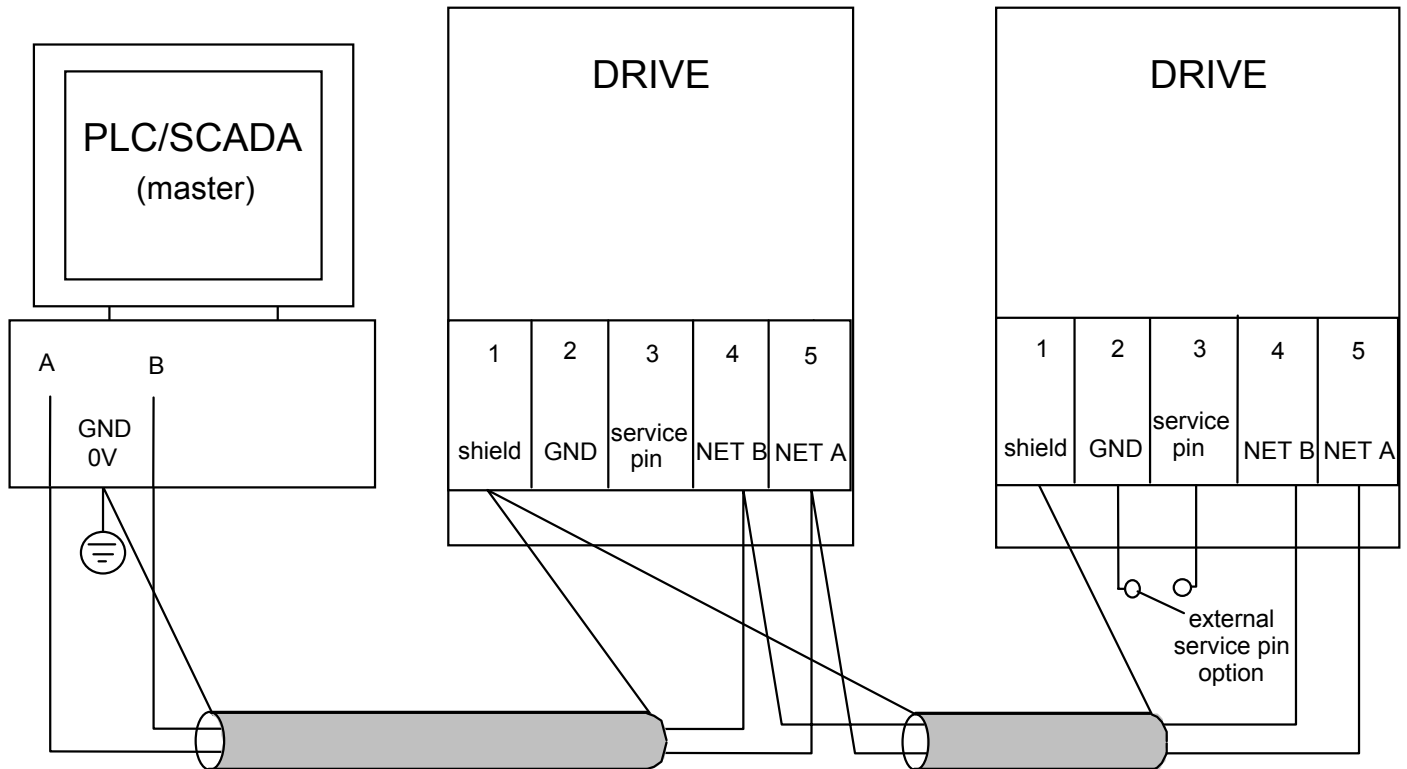 PLC/SCADA
(master)
A
B
GND
0V
DRIVE
1
2
3
4
5
shield
GND
service
pin
NET B
NET A
DRIVE
1
2
3
4
5
shield
GND
service
pin
NET B
NET A
external
service pin
option